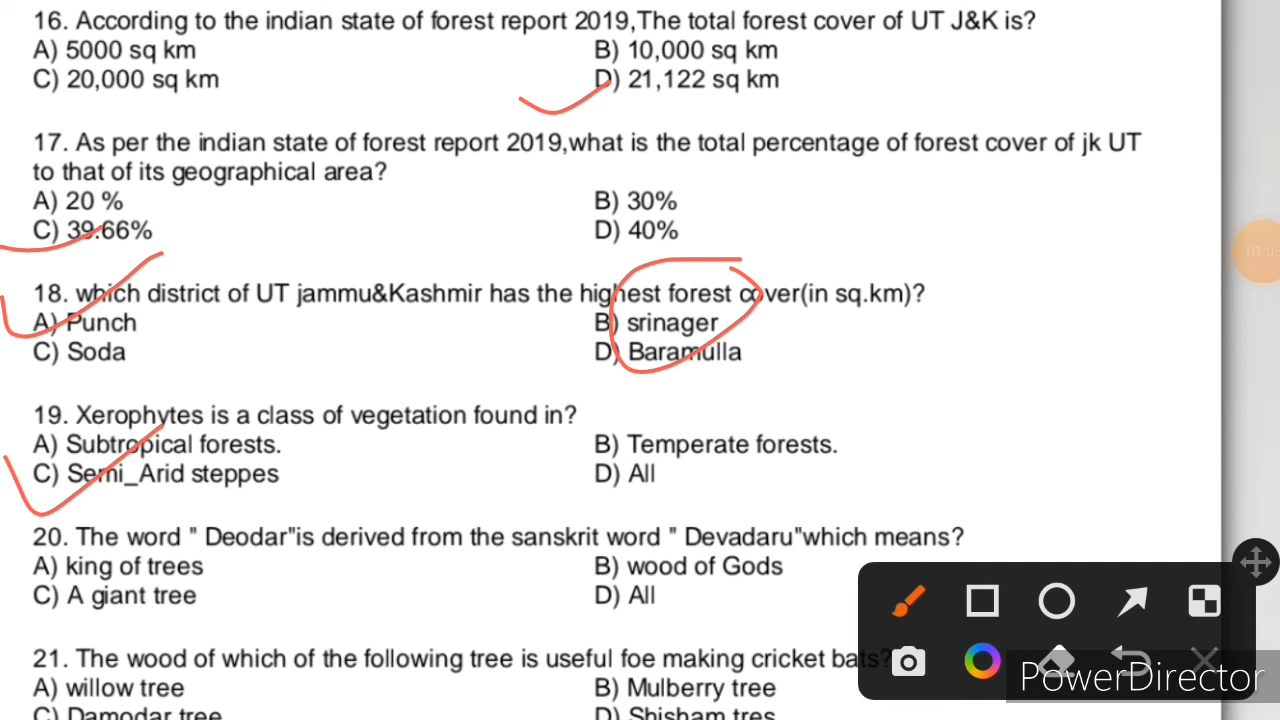 16. According to the indian state of forest report 2019,The total forest cover of UT J&K is?
A) 5000 sq km B) 10,000 sq km
C) 20,000 sq km D) 21,122 sq km
17. As per the indian state of forest report 2019,what is the total percentage of forest cover of jk UT
to that of its geographical area?
A) 20 % B) 30%
C) 39.66% D) 40%
18. which district of UT jammu&Kashmir has the highest forest cover(in sq.km)?
A) Punch B) srinager
C) Soda D) Baramulla
19. Xerophytes is a class of vegetation found in?
A) Subtropical forests. B) Temperate forests.
C) Semi_Arid steppes D) All
20. The word " Deodar"is derived from the sanskrit word " Devadaru"which means?
A) king of trees B) wood of Gods
C) A giant tree D) All
21. The wood of which of the following tree is useful foe making cricket bats?
A) willow tree B) Mulberry tree
C) Damodar tree D) Shisham tres
PowerDirector